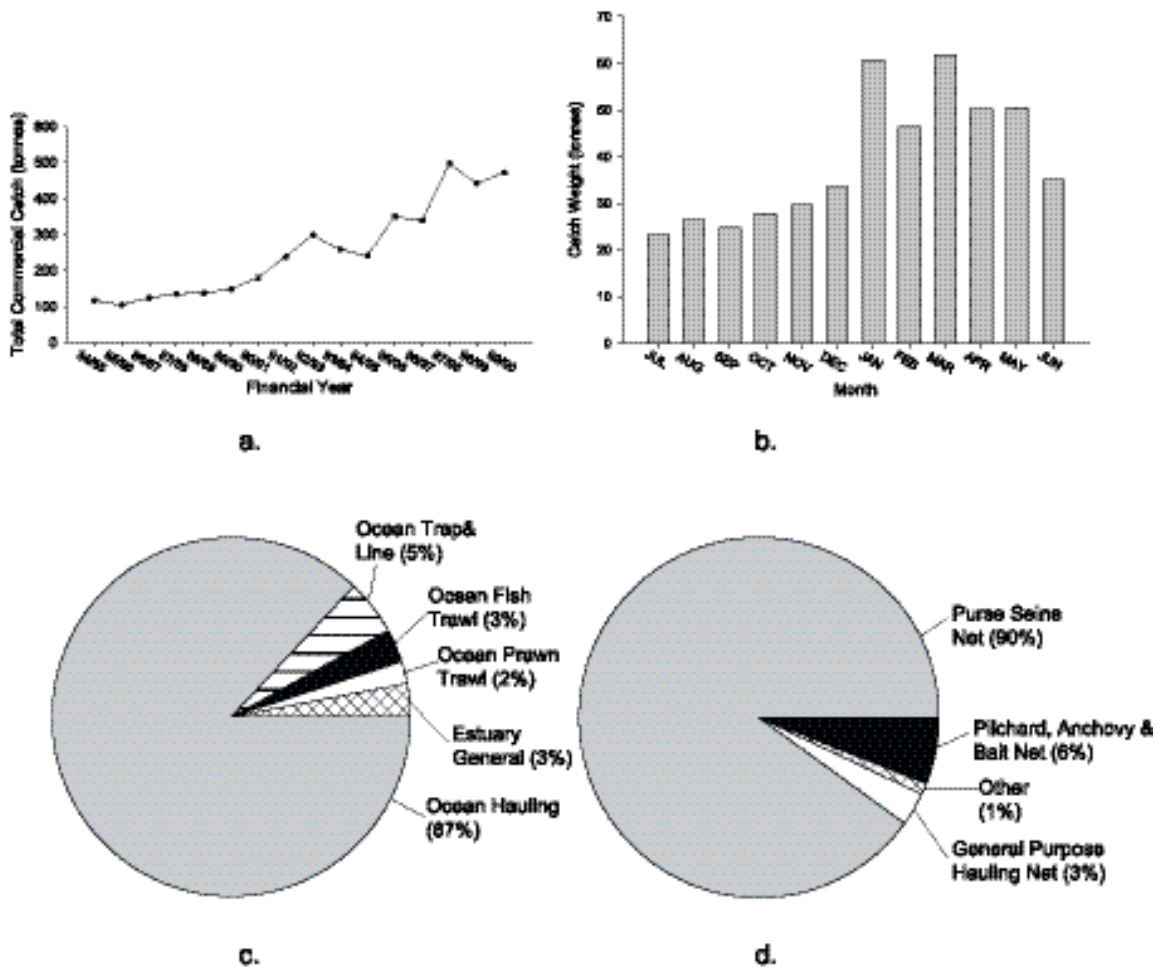 Total Commercial Catch (tonnes)
600
500
400
300
200
100
0
Financial Year
a.
Catch Weight (tonnes)
70
60
50
40
30
20
10
0
JUL AUG SEP OCT NOV DEC JAN FEB MAR APR MAY JUN
Month
b.
Ocean Trap&
Line (5%)
Ocean Fish
Trawl (3%)
Ocean Prawn
Trawl (2%)
Estuary
General (3%)
Ocean Hauling
(87%)
c.
Purse Seine
Net (90%)
Pilchard, Anchovy &
Bait Net (6%)
Other
(1%)
General Purpose
Hauling Net (3%)
d.